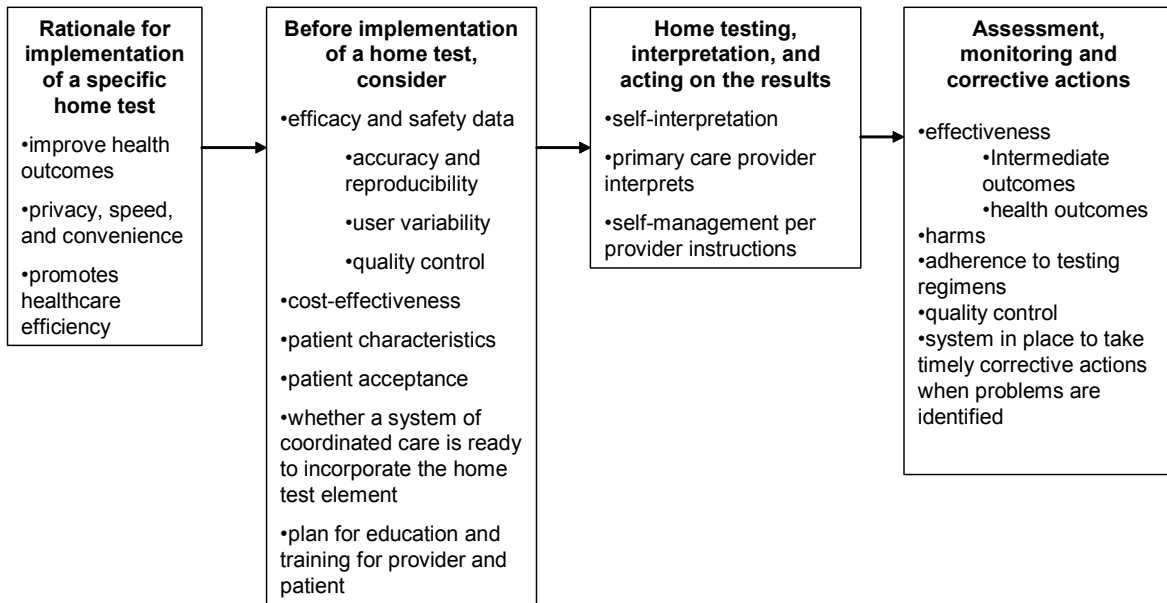 Rationale for
implementation
of a specific
home test
•improve health
outcomes
•privacy, speed,
and convenience
•promotes
healthcare
efficiency
Before implementation
of a home test,
consider
•efficacy and safety data
•accuracy and
reproducibility
•user variability
•quality control
•cost-effectiveness
•patient characteristics
•patient acceptance
•whether a system of
coordinated care is ready
to incorporate the home
test element
•plan for education and
training for provider and
patient
Home testing,
interpretation, and
acting on the results
•self-interpretation
•primary care provider
interprets
•self-management per
provider instructions
Assessment,
monitoring and
corrective actions
•effectiveness
•Intermediate
outcomes
•health outcomes
•harms
•adherence to testing
regimens
•quality control
•system in place to take
timely corrective actions
when problems are
identified